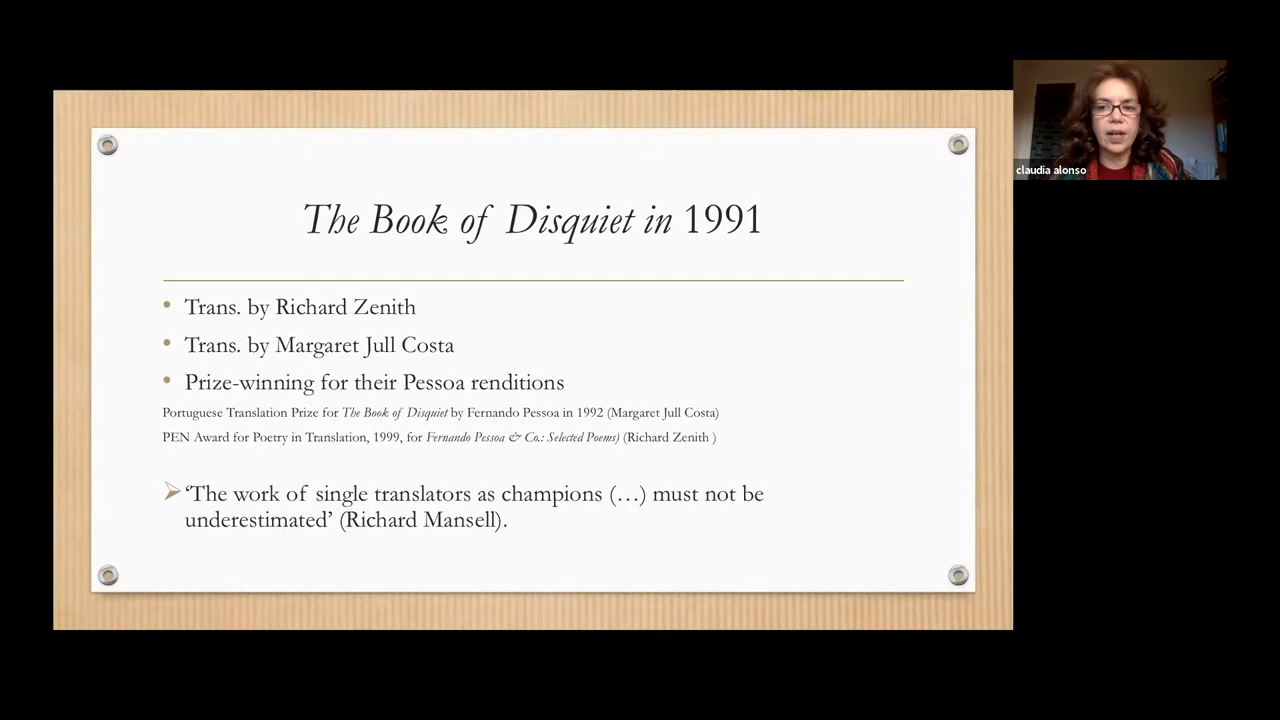 The Book of Disquiet in 1991
• Trans. by Richard Zenith
• Trans. by Margaret Jull Costa
• Prize-winning for their Pessoa renditions
Portuguese Translation Prize for The Book of Disquiet by Fernando Pessoa in 1992 (Margaret Jull Costa)
PEN Award for Poetry in Translation, 1999, for Fernando Pessoa & Co.: Selected Poems) (Richard Zenith )
➢ ‘The work of single translators as champions (…) must not be
underestimated’ (Richard Mansell).
claudia alonso